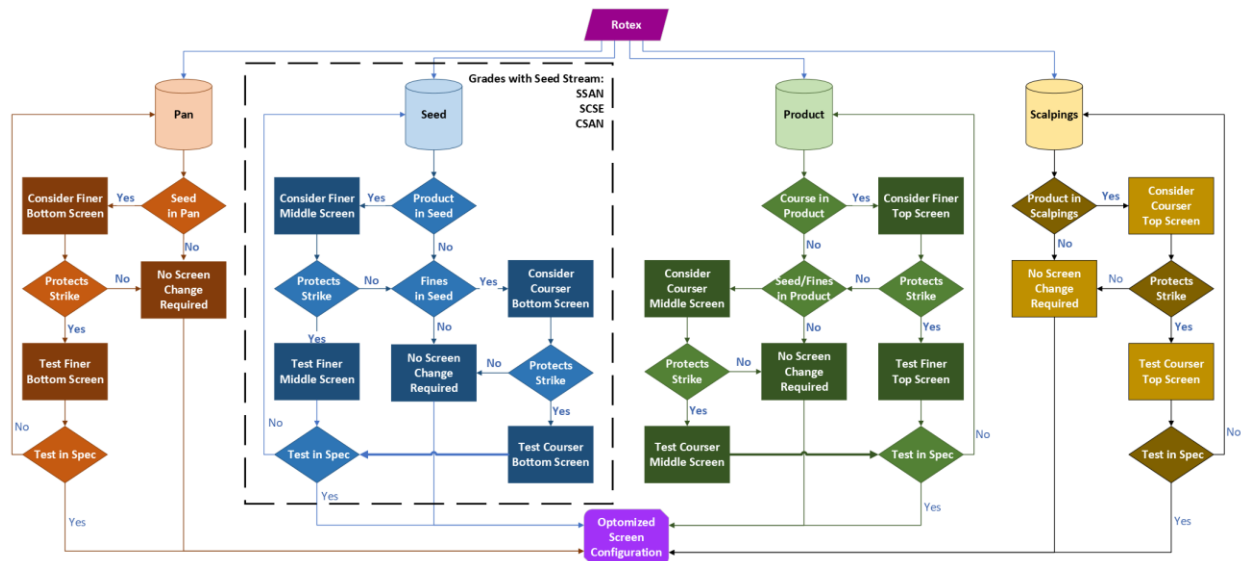 Rotex
Grades with Seed Stream:
SSAN
SCSE
CSAN
Pan
Seed
Product
Scalpings
Consider Finer
Bottom Screen
Yes
Seed
in Pan
No
Protects
Strike
No
No Screen
Change
Required
Yes
Test Finer
Bottom Screen
No
Test in Spec
Yes
Consider Finer
Middle Screen
Yes
Product
in Seed
No
Protects
Strike
No
Fines
in Seed
Yes
Consider
Courser
Bottom Screen
Yes
No
Test Finer
Middle Screen
No Screen
Change
Required
No
Protects
Strike
Yes
No
Test in Spec
Test Courser
Bottom Screen
Yes
Course in
Product
Yes
Consider Finer
Top Screen
No
Consider
Courser
Middle Screen
Seed/Fines
in Product
No
Protects
Strike
No
Yes
Protects
Strike
No
No Screen
Change
Required
Test Finer
Top Screen
Yes
Test Courser
Middle Screen
Test in Spec
No
Yes
Product in
Scalpings
Yes
Consider
Courser
Top Screen
No
No Screen
Change
Required
No
Protects
Strike
Yes
Test Courser
Top Screen
No
Test in Spec
Yes
Optomized
Screen
Configuration